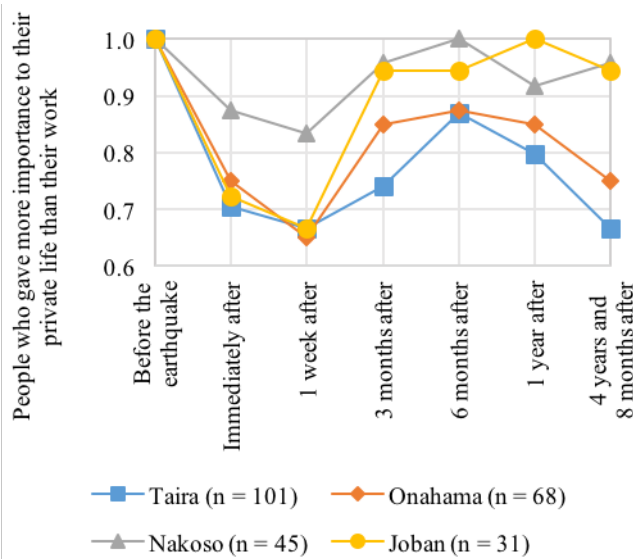 People who gave more importance to their
private life than their work
1.0
0.9
0.8
0.7
0.6
Before the
earthquake
Immediately after
1 week after
3 months after
6 months after
1 year after
4 years and
8 months after
Taira (n = 101)
Onahama (n = 68)
Nakoso (n = 45)
Joban (n = 31)